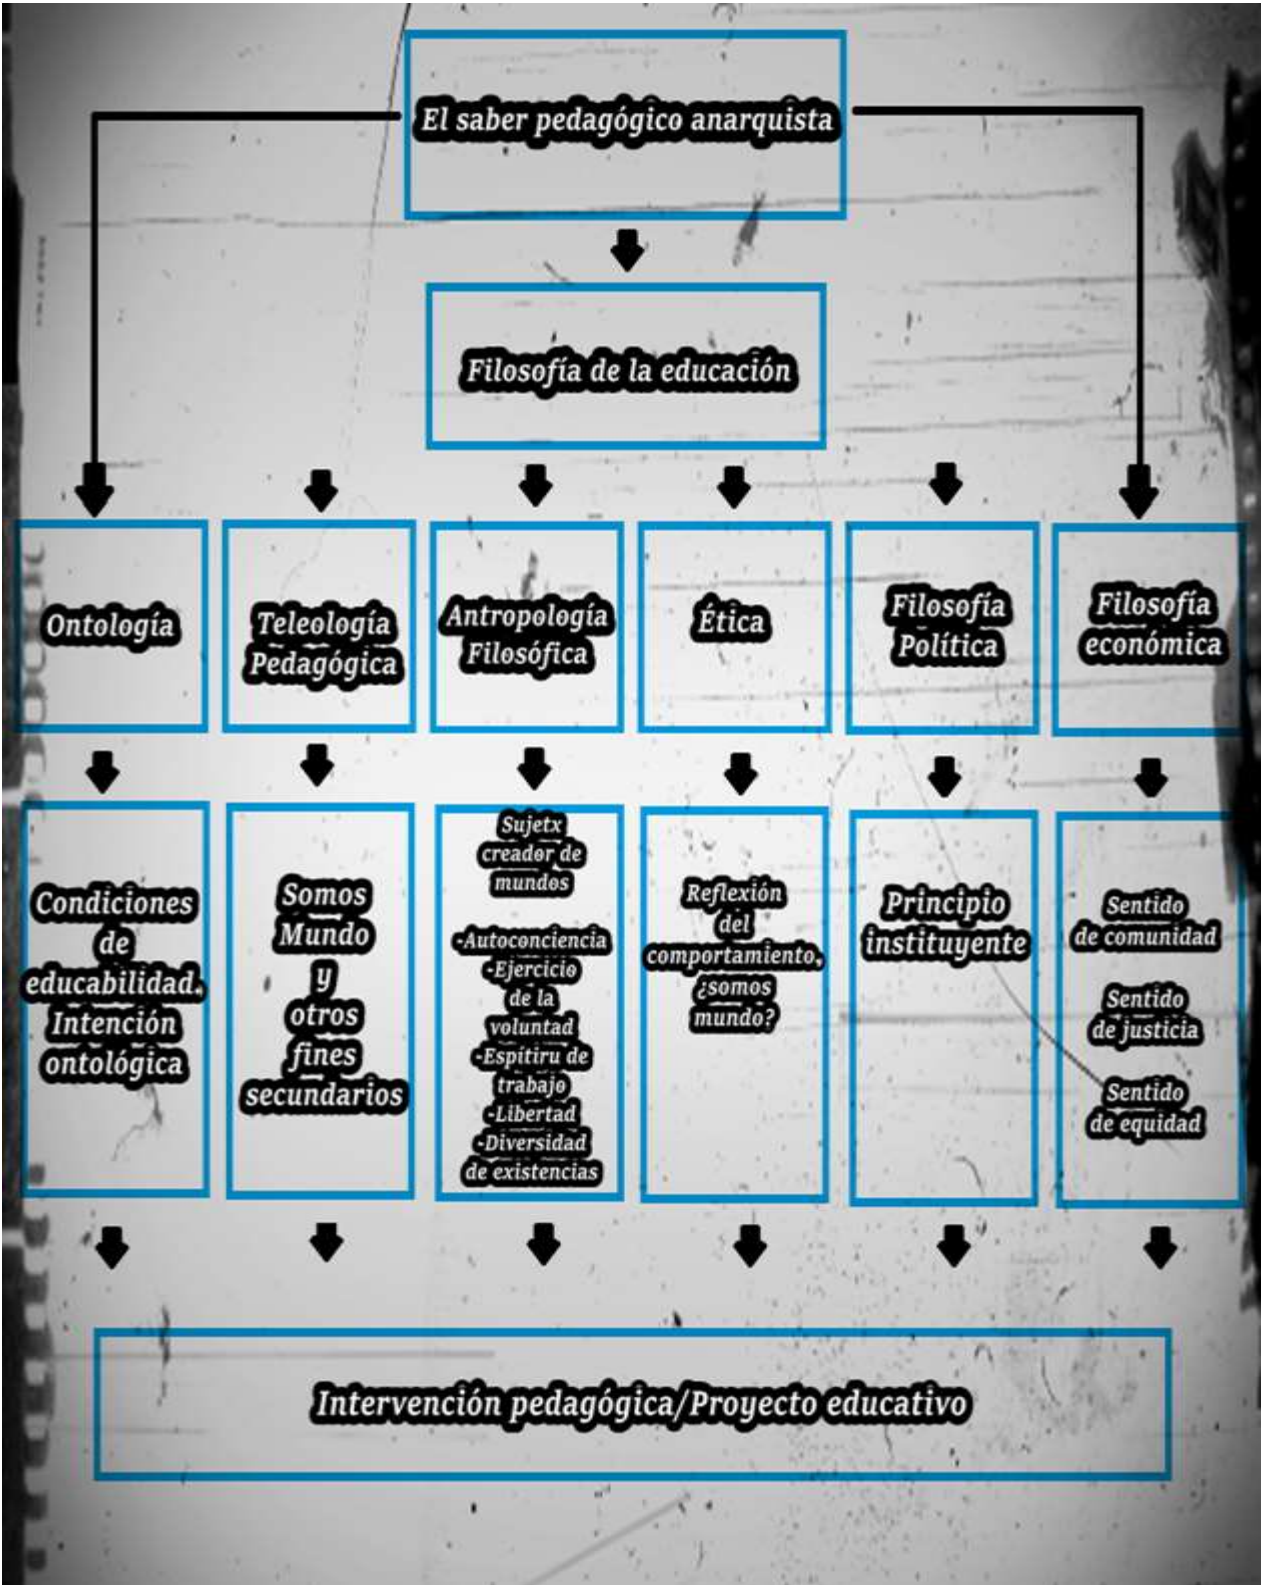 El saber pedagógico anarquista
Filosofía de la educación
Ontología
Teleología
Pedagógica
Antropología
Filosófica
Ética
Filosofía
Política
Filosofía
económica
Condiciones
de
educabilidad.
Intención
ontológica
Somos
Mundo
y
otros
fines
secundarios
Sujetx
creador de
mundos
-Autoconciencia
-Ejercicio
de la
voluntad
-Espítiru de
trabajo
-Libertad
-Diversidad
de existencias
Reflexión
del
comportamiento,
¿somos
mundo?
Principio
instituyente
Sentido
de comunidad
Sentido
de justicia
Sentido
de equidad
Intervención pedagógica/Proyecto educativo